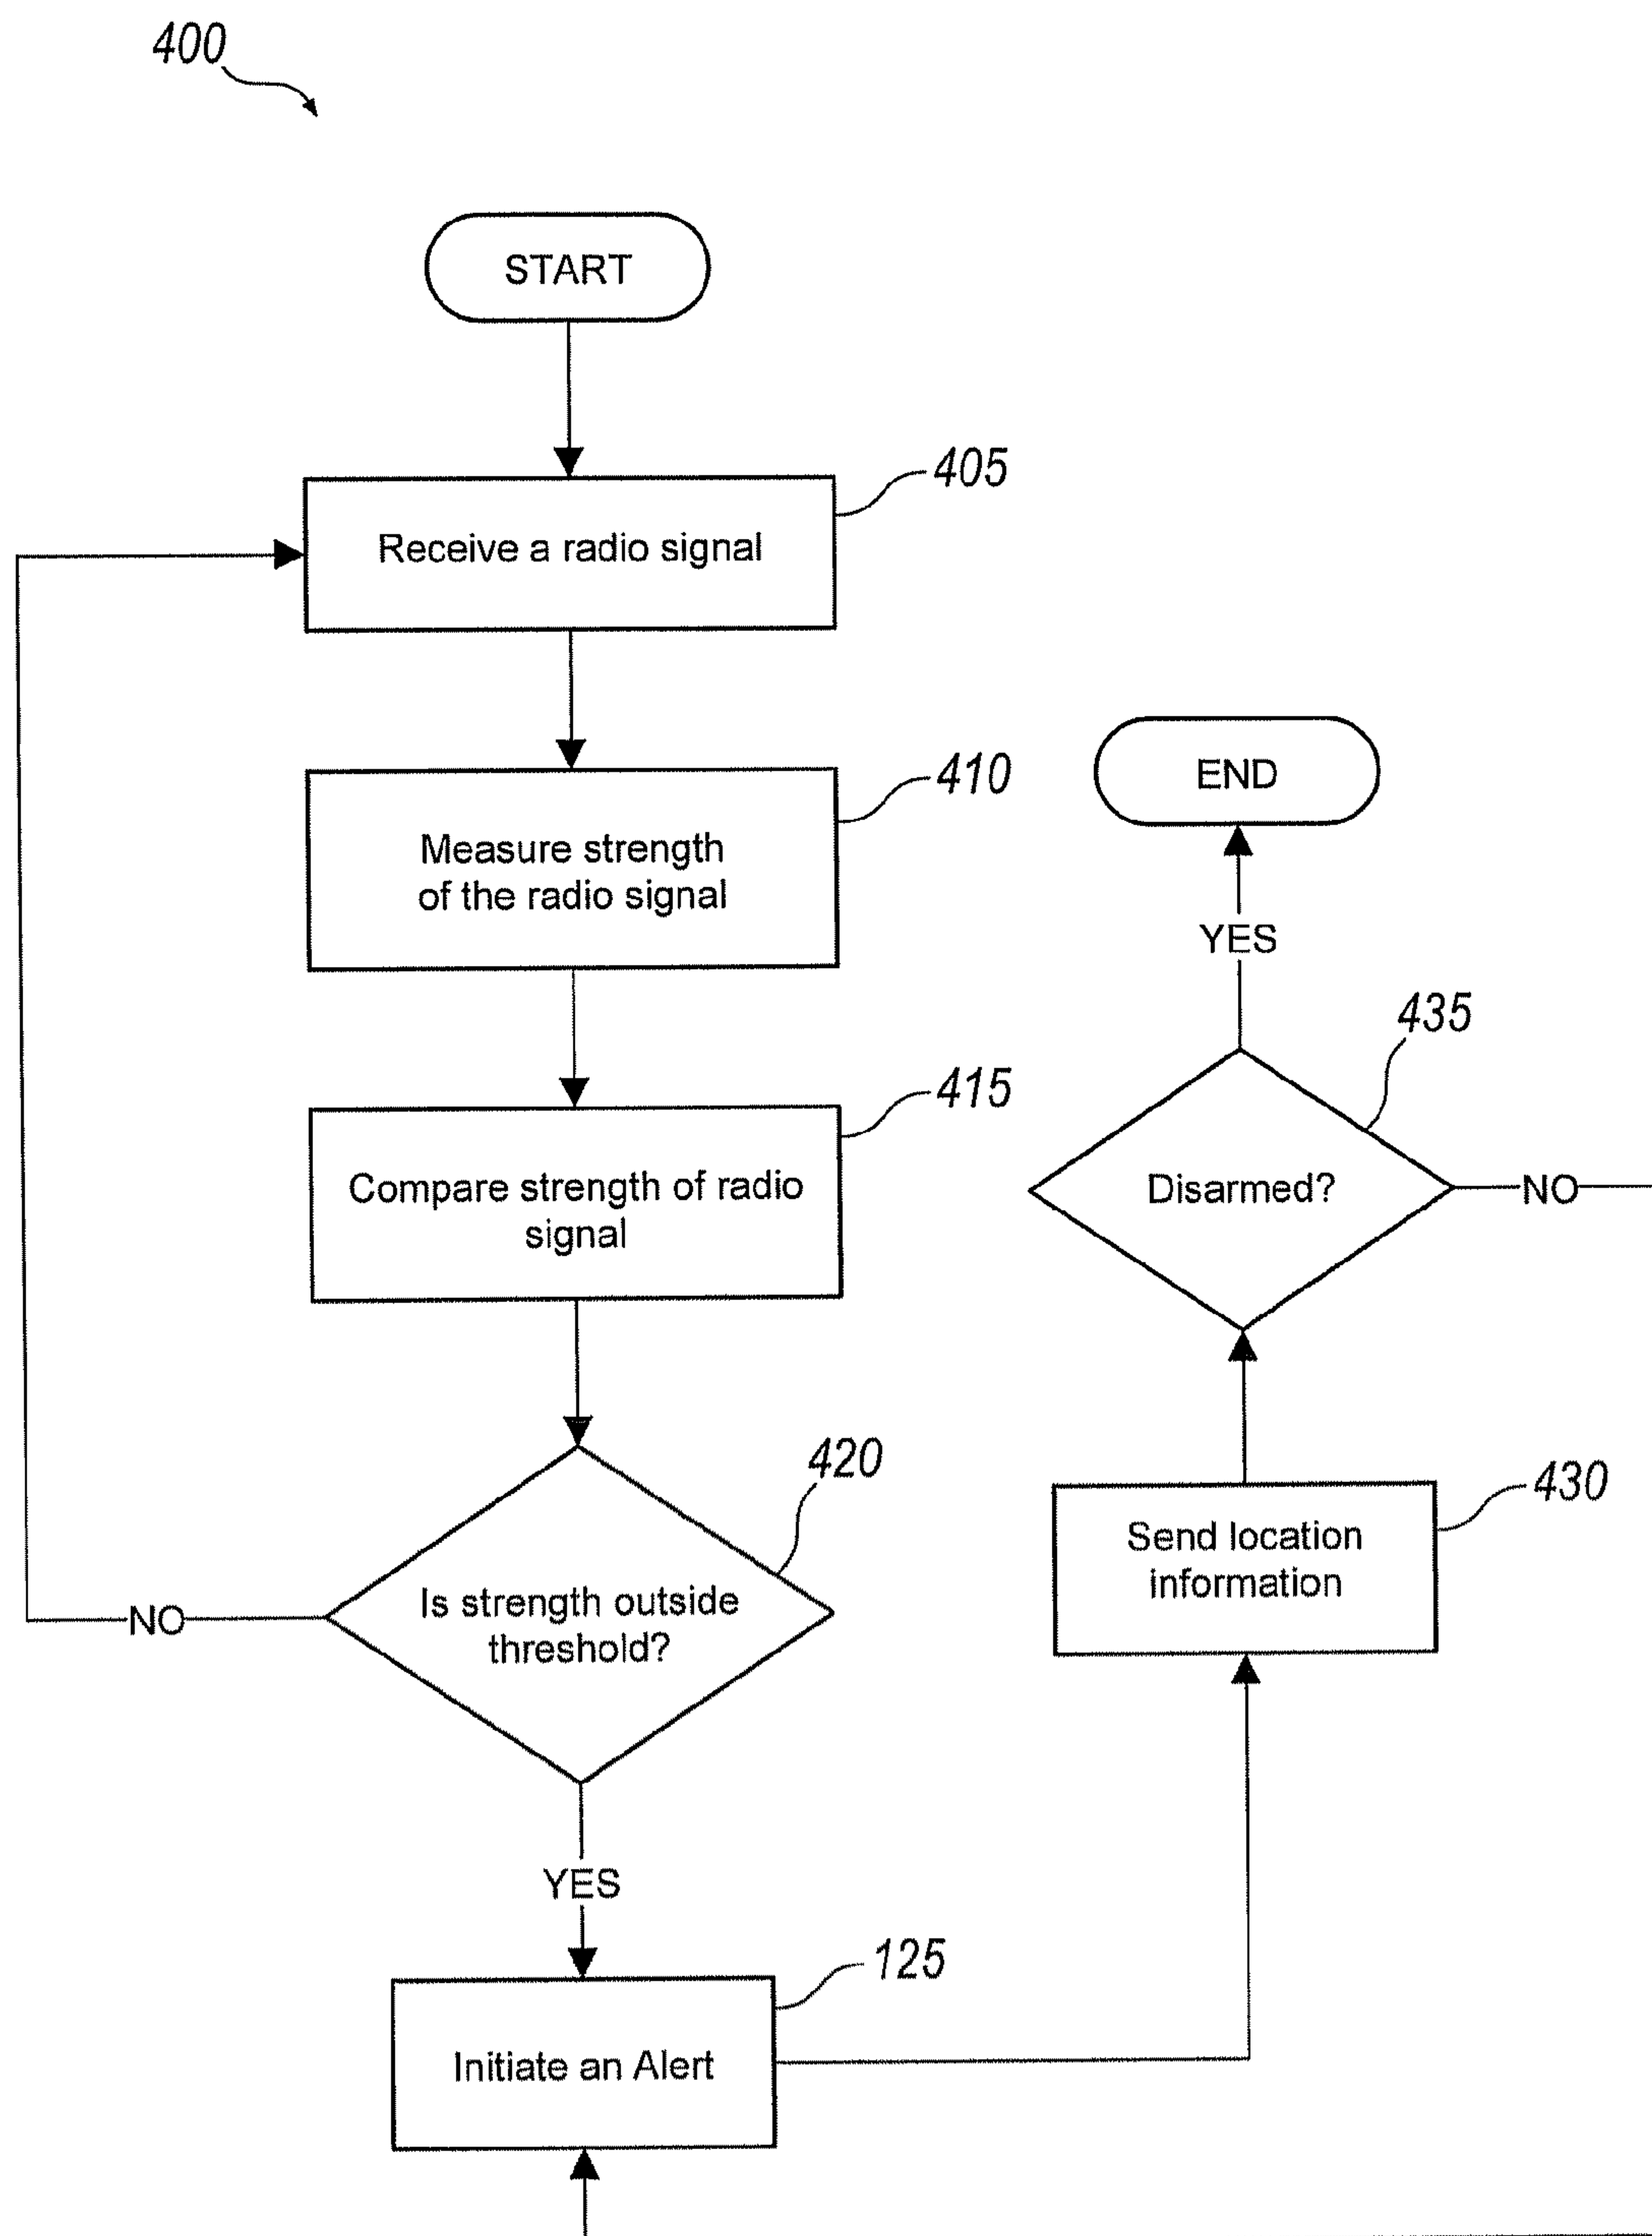 400
START
405
Receive a radio signal
410
Measure strength
of the radio signal
415
Compare strength of radio
signal
420
Is strength outside
threshold?
NO
YES
125
Initiate an Alert
430
Send location
information
435
Disarmed?
NO
YES
END